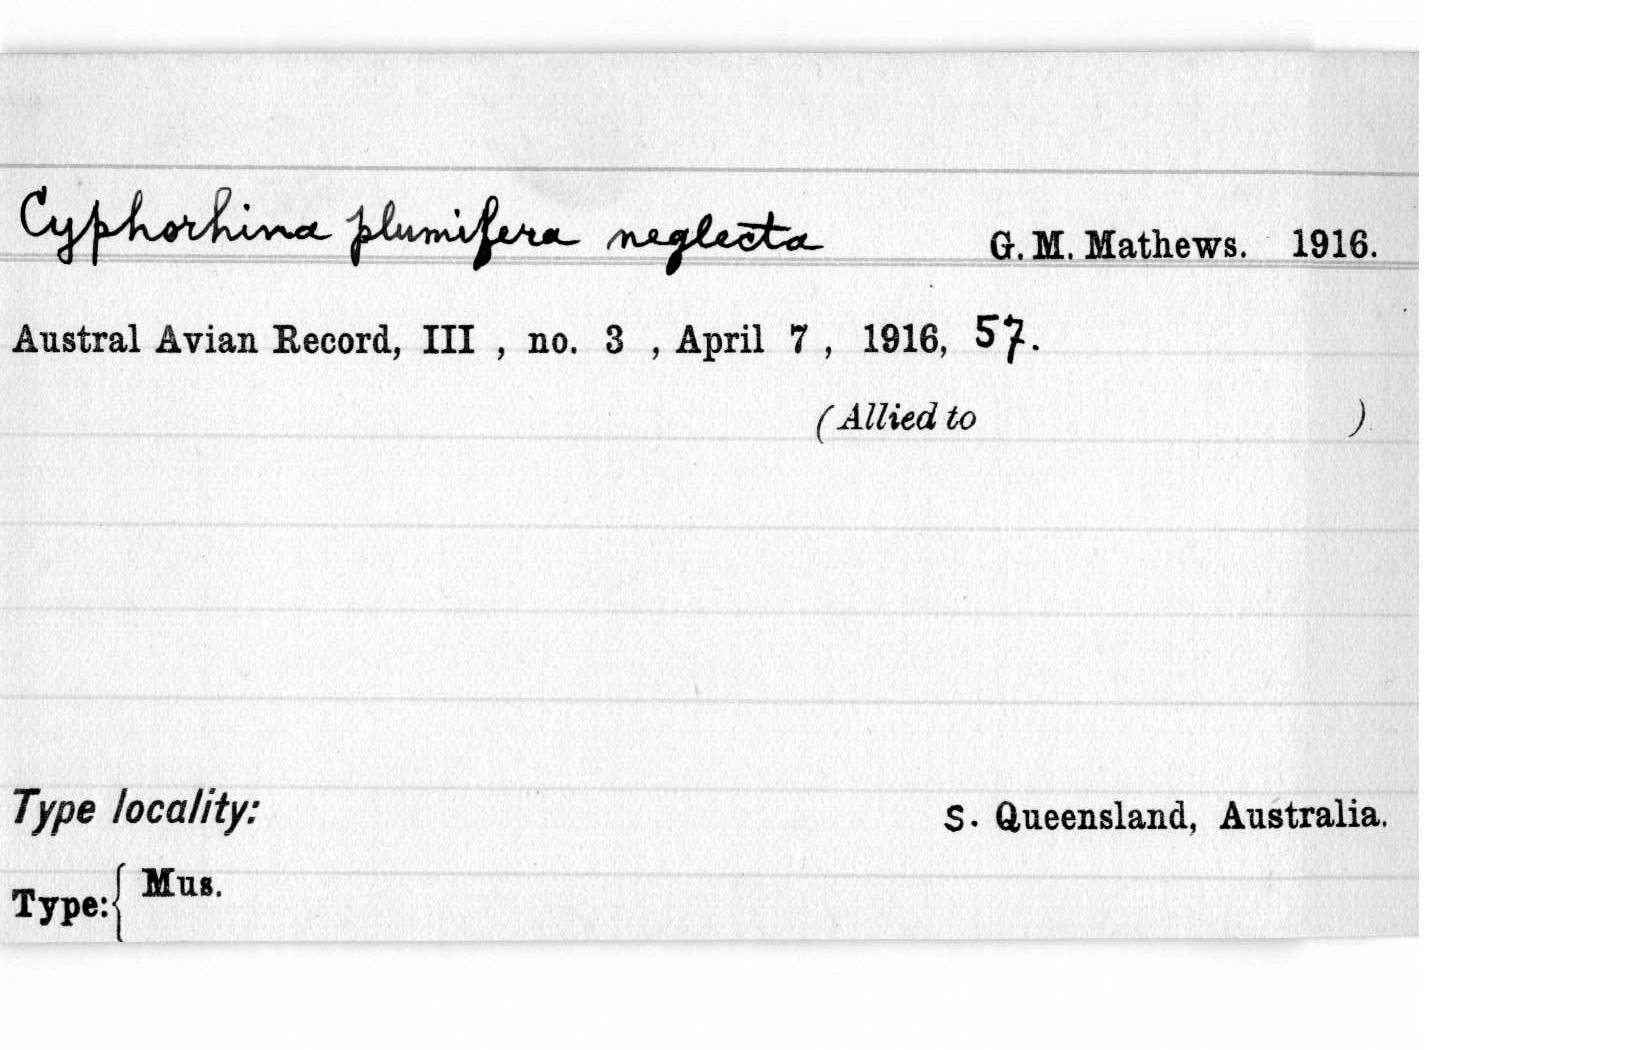 Cyphorhina plumifera neglecta G. M. Mathews. 1916.
Austral Avian Record, III , no. 3 , April 7 , 1916, 57.
(Allied to )
Type locality: S. Queensland, Australia.
Type:{ Mus.